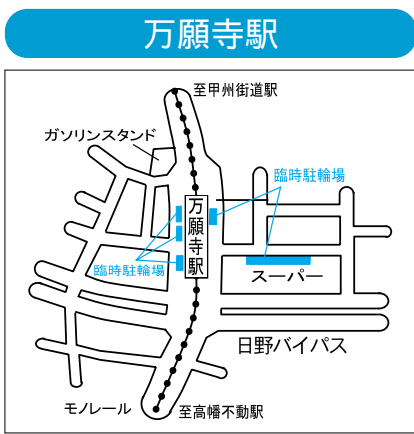 万願寺駅
至甲州街道駅
ガソリンスタンド
臨時駐輪場
万願寺駅
臨時駐輪場
スーパー
日野バイパス
モノレール
至高幡不動駅